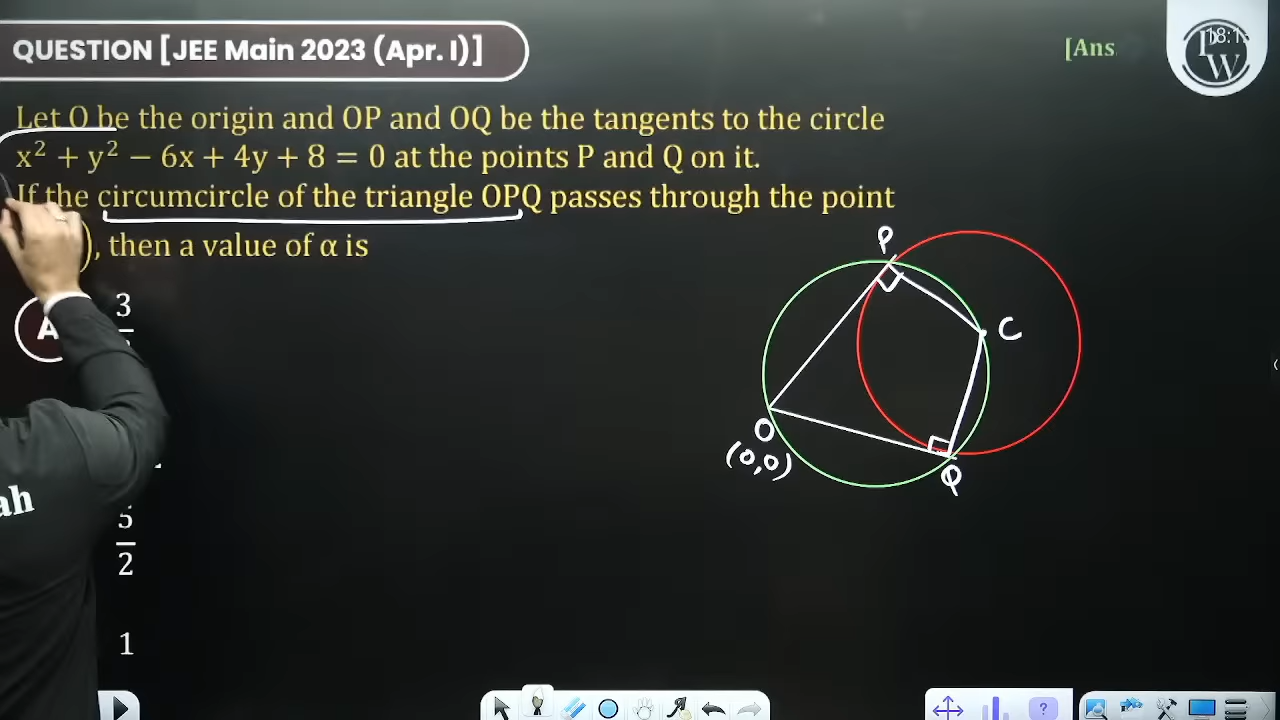 QUESTION [JEE Main 2023 (Apr. I)]
[Ans
Let O be the origin and OP and OQ be the tangents to the circle
x² + y² − 6x + 4y + 8 = 0 at the points P and Q on it.
If the circumcircle of the triangle OPQ passes through the point
), then a value of α is
A
3
5
2
1
ah
P
C
O
(0,0)
Q